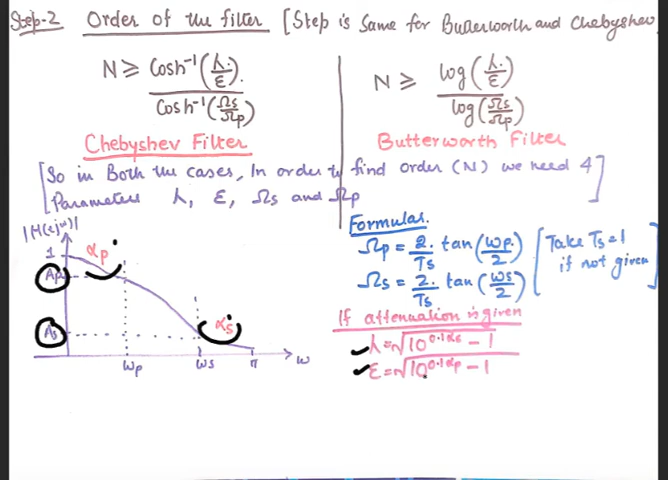 Step-2 Order of the filter [Step is Same for Butterworth and Chebyshev
N ≥ Cosh⁻¹(λ/ε) / Cosh⁻¹(Ωs/Ωp)
Chebyshev Filter
N ≥ log(λ/ε) / log(Ωs/Ωp)
Butterworth Filter
[So in Both the cases, In order to find order (N) we need 4]
[Parameters λ, ε, Ωs and Ωp
|H(e^jω)|
1
αp
Ap
αs
As
ωp ωs π ω
Formulas.
Ωp = 2/Ts tan(ωp/2)
Ωs = 2/Ts tan(ωs/2)
[Take Ts=1
if not given]
If attenuation is given
λ = √10^0.1αs − 1
ε = √10^0.1αp − 1